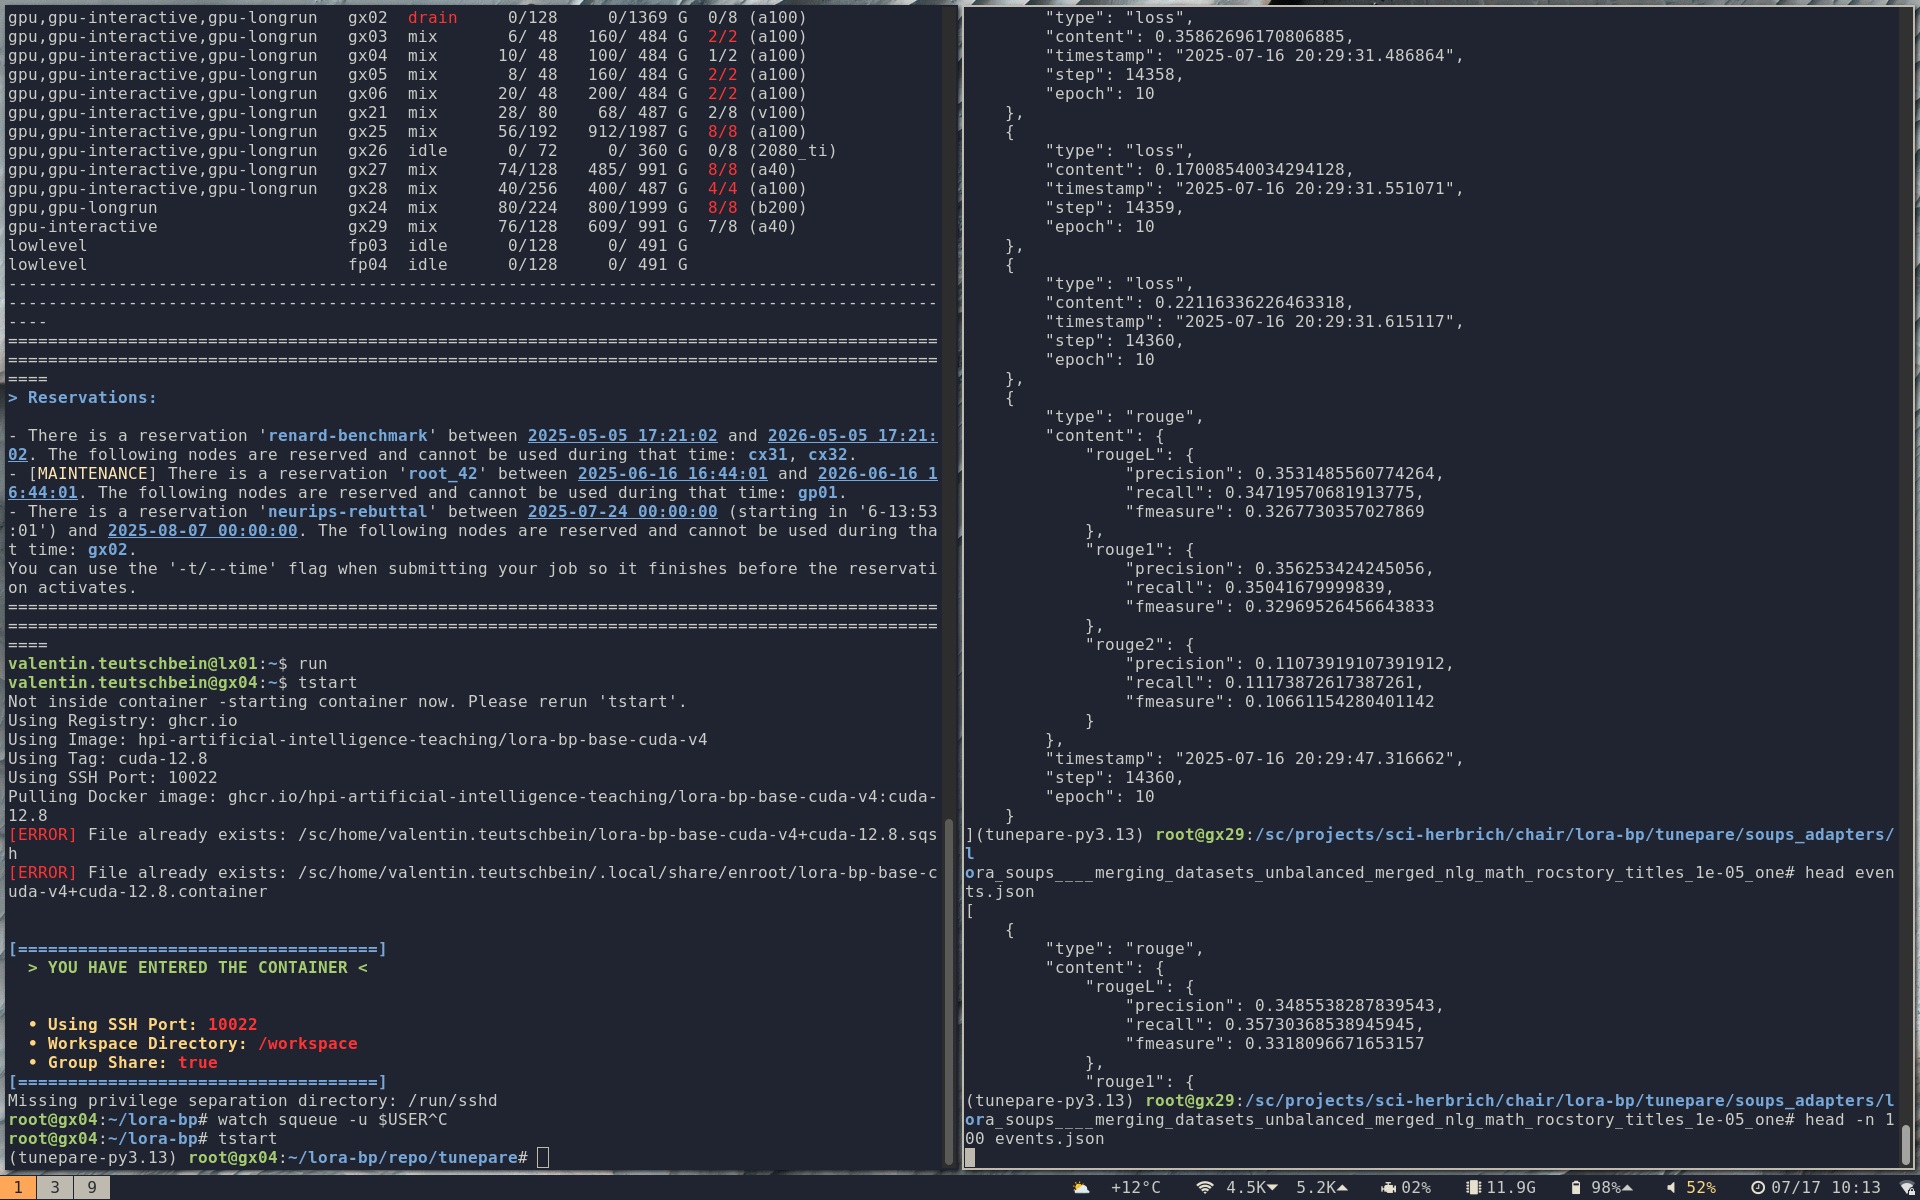 gpu,gpu-interactive,gpu-longrun   gx02  drain     0/128     0/1369 G  0/8 (a100)
gpu,gpu-interactive,gpu-longrun   gx03  mix       6/ 48   160/ 484 G  2/2 (a100)
gpu,gpu-interactive,gpu-longrun   gx04  mix      10/ 48   100/ 484 G  1/2 (a100)
gpu,gpu-interactive,gpu-longrun   gx05  mix       8/ 48   160/ 484 G  2/2 (a100)
gpu,gpu-interactive,gpu-longrun   gx06  mix      20/ 48   200/ 484 G  2/2 (a100)
gpu,gpu-interactive,gpu-longrun   gx21  mix      28/ 80    68/ 487 G  2/8 (v100)
gpu,gpu-interactive,gpu-longrun   gx25  mix      56/192   912/1987 G  8/8 (a100)
gpu,gpu-interactive,gpu-longrun   gx26  idle      0/ 72     0/ 360 G  0/8 (2080_ti)
gpu,gpu-interactive,gpu-longrun   gx27  mix      74/128   485/ 991 G  8/8 (a40)
gpu,gpu-interactive,gpu-longrun   gx28  mix      40/256   400/ 487 G  4/4 (a100)
gpu,gpu-longrun                   gx24  mix      80/224   800/1999 G  8/8 (b200)
gpu-interactive                   gx29  mix      76/128   609/ 991 G  7/8 (a40)
lowlevel                          fp03  idle      0/128     0/ 491 G
lowlevel                          fp04  idle      0/128     0/ 491 G
---------------------------------------------------------------------------------------------
---------------------------------------------------------------------------------------------
----
=============================================================================================
=============================================================================================
====
> Reservations:
- There is a reservation 'renard-benchmark' between 2025-05-05 17:21:02 and 2026-05-05 17:21:
02. The following nodes are reserved and cannot be used during that time: cx31, cx32.
- [MAINTENANCE] There is a reservation 'root_42' between 2025-06-16 16:44:01 and 2026-06-16 1
6:44:01. The following nodes are reserved and cannot be used during that time: gp01.
- There is a reservation 'neurips-rebuttal' between 2025-07-24 00:00:00 (starting in '6-13:53
:01') and 2025-08-07 00:00:00. The following nodes are reserved and cannot be used during tha
t time: gx02.
You can use the '-t/--time' flag when submitting your job so it finishes before the reservati
on activates.
=============================================================================================
=============================================================================================
====
valentin.teutschbein@lx01:~$ run
valentin.teutschbein@gx04:~$ tstart
Not inside container -starting container now. Please rerun 'tstart'.
Using Registry: ghcr.io
Using Image: hpi-artificial-intelligence-teaching/lora-bp-base-cuda-v4
Using Tag: cuda-12.8
Using SSH Port: 10022
Pulling Docker image: ghcr.io/hpi-artificial-intelligence-teaching/lora-bp-base-cuda-v4:cuda-
12.8
[ERROR] File already exists: /sc/home/valentin.teutschbein/lora-bp-base-cuda-v4+cuda-12.8.sqs
h
[ERROR] File already exists: /sc/home/valentin.teutschbein/.local/share/enroot/lora-bp-base-c
uda-v4+cuda-12.8.container
[====================================]
> YOU HAVE ENTERED THE CONTAINER <
• Using SSH Port: 10022
• Workspace Directory: /workspace
• Group Share: true
[====================================]
Missing privilege separation directory: /run/sshd
root@gx04:~/lora-bp# watch squeue -u $USER^C
root@gx04:~/lora-bp# tstart
(tunepare-py3.13) root@gx04:~/lora-bp/repo/tunepare#
"type": "loss",
"content": 0.35862696170806885,
"timestamp": "2025-07-16 20:29:31.486864",
"step": 14358,
"epoch": 10
},
{
"type": "loss",
"content": 0.17008540034294128,
"timestamp": "2025-07-16 20:29:31.551071",
"step": 14359,
"epoch": 10
},
{
"type": "loss",
"content": 0.22116336226463318,
"timestamp": "2025-07-16 20:29:31.615117",
"step": 14360,
"epoch": 10
},
{
"type": "rouge",
"content": {
"rougeL": {
"precision": 0.3531485560774264,
"recall": 0.34719570681913775,
"fmeasure": 0.3267730357027869
},
"rouge1": {
"precision": 0.356253424245056,
"recall": 0.35041679999839,
"fmeasure": 0.32969526456643833
},
"rouge2": {
"precision": 0.11073919107391912,
"recall": 0.11173872617387261,
"fmeasure": 0.10661154280401142
}
},
"timestamp": "2025-07-16 20:29:47.316662",
"step": 14360,
"epoch": 10
}
](tunepare-py3.13) root@gx29:/sc/projects/sci-herbrich/chair/lora-bp/tunepare/soups_adapters/
l
ora_soups____merging_datasets_unbalanced_merged_nlg_math_rocstory_titles_1e-05_one# head even
ts.json
[
{
"type": "rouge",
"content": {
"rougeL": {
"precision": 0.3485538287839543,
"recall": 0.35730368538945945,
"fmeasure": 0.3318096671653157
},
"rouge1": {
(tunepare-py3.13) root@gx29:/sc/projects/sci-herbrich/chair/lora-bp/tunepare/soups_adapters/l
ora_soups____merging_datasets_unbalanced_merged_nlg_math_rocstory_titles_1e-05_one# head -n 1
00 events.json
1 3 9 +12°C 4.5K 5.2K 02% 11.9G 98% 52% 07/17 10:13